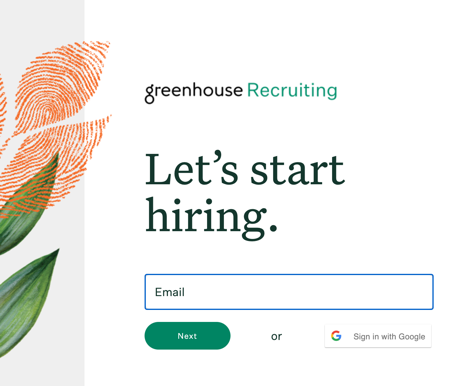 greenhouse Recruiting
Let’s start
hiring.
Email
Next
or
Sign in with Google